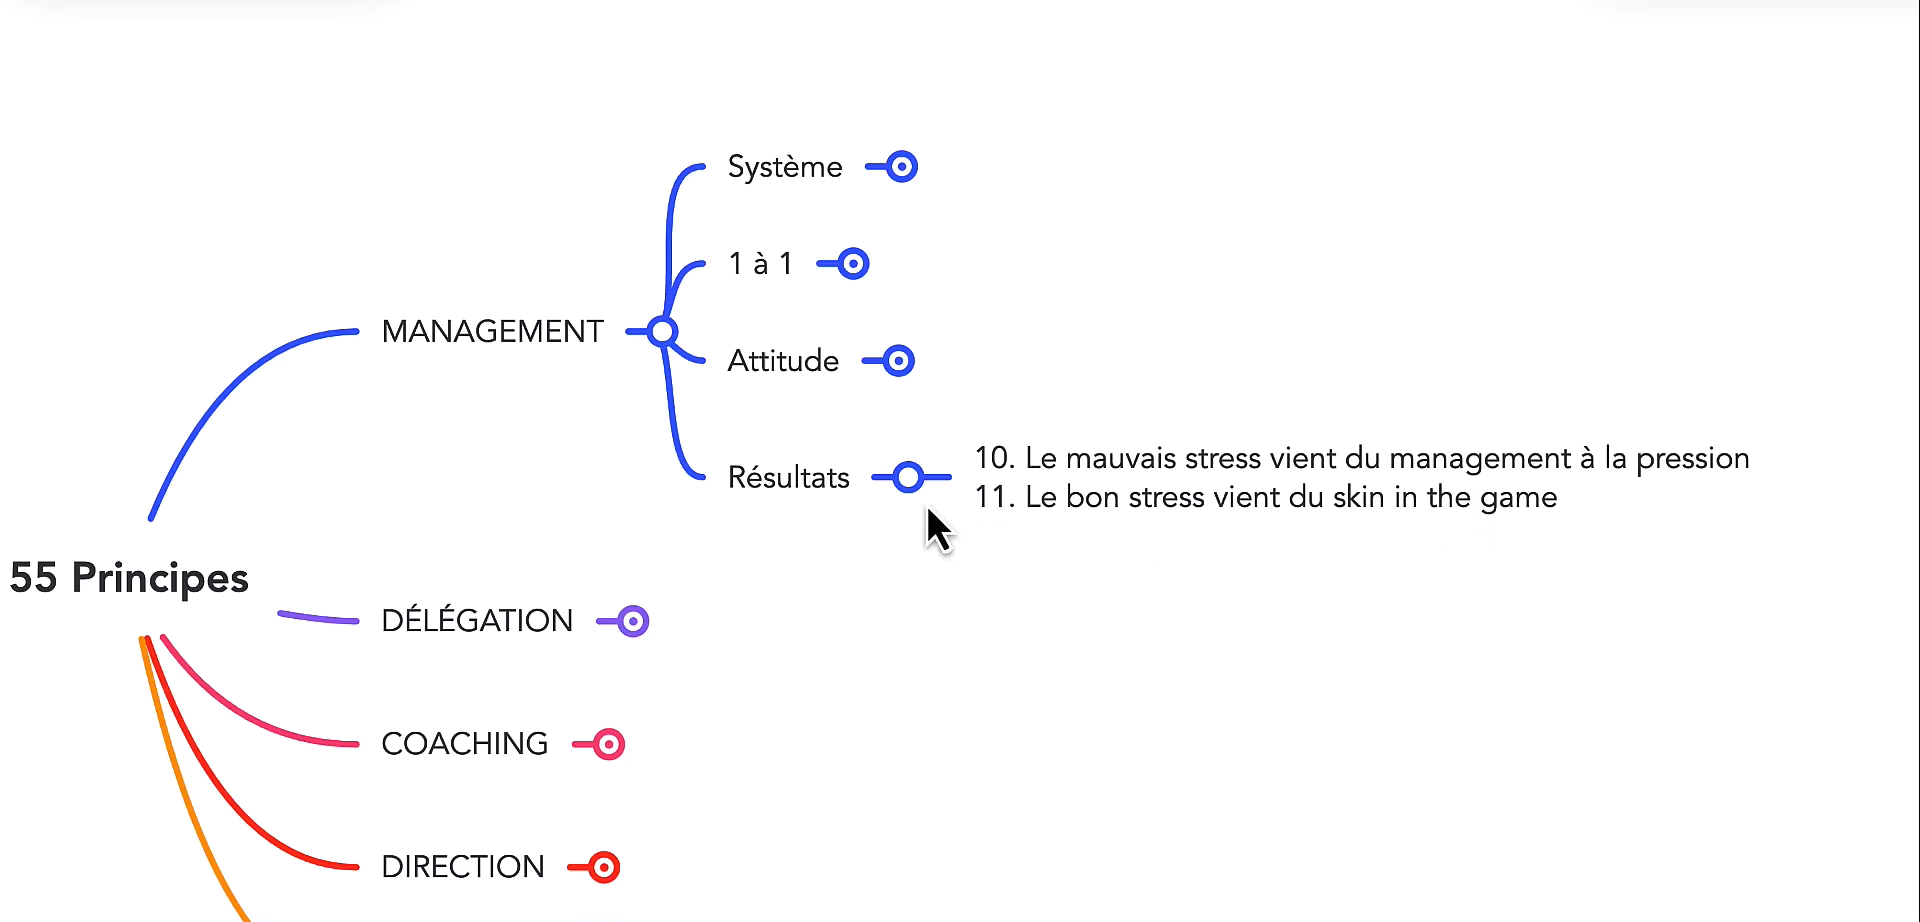 Système
1 à 1
MANAGEMENT
Attitude
Résultats
10. Le mauvais stress vient du management à la pression
11. Le bon stress vient du skin in the game
55 Principes
DÉLÉGATION
COACHING
DIRECTION